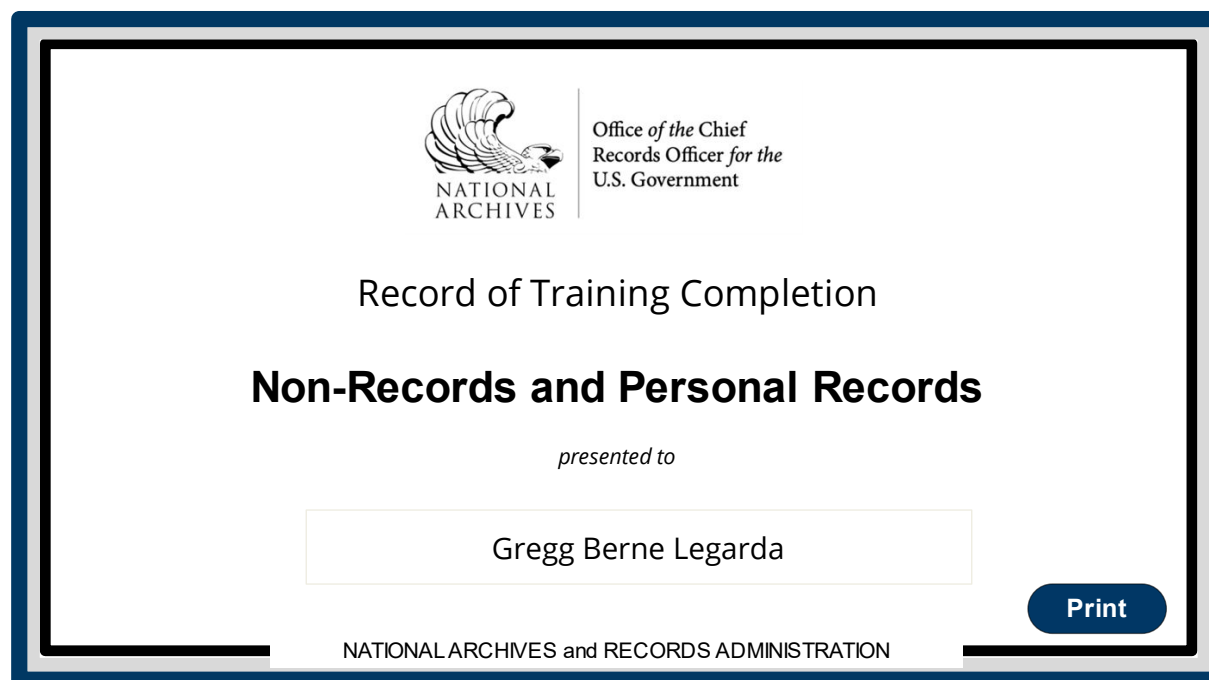 NATIONAL
ARCHIVES
Office of the Chief
Records Officer for the
U.S. Government
Record of Training Completion
Non-Records and Personal Records
presented to
Gregg Berne Legarda
Print
NATIONAL ARCHIVES and RECORDS ADMINISTRATION